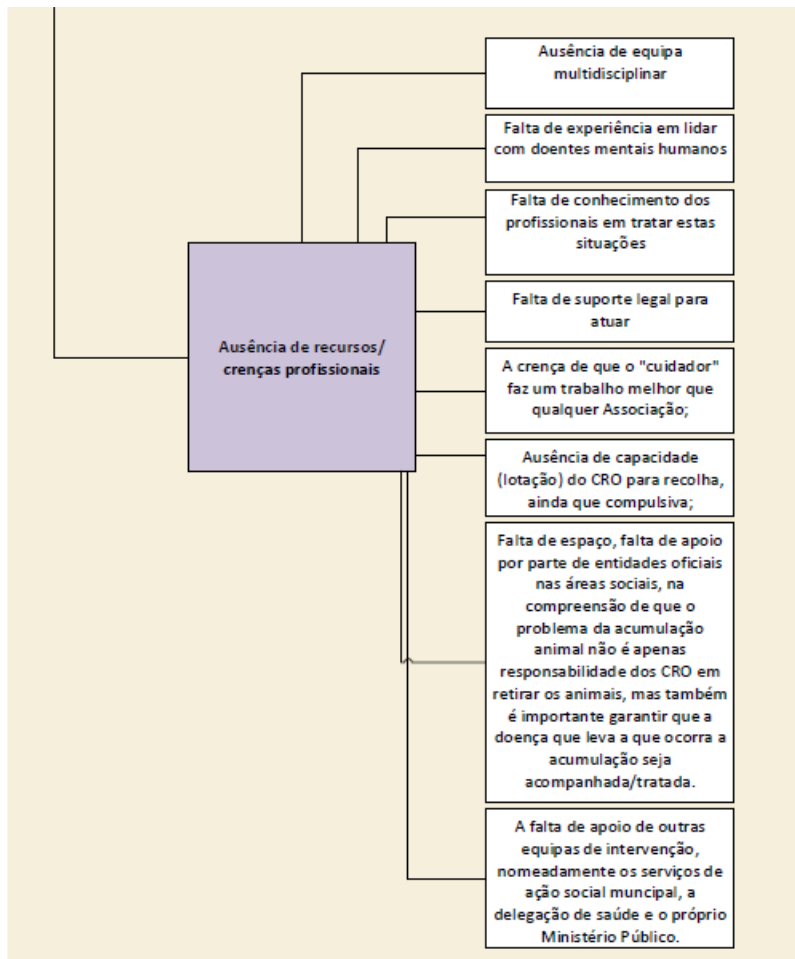 Ausência de equipa
multidisciplinar
Falta de experiência em lidar
com doentes mentais humanos
Falta de conhecimento dos
profissionais em tratar estas
situações
Falta de suporte legal para
atuar
Ausência de recursos/
crenças profissionais
A crença de que o "cuidador"
faz um trabalho melhor que
qualquer Associação;
Ausência de capacidade
(lotação) do CRO para recolha,
ainda que compulsiva;
Falta de espaço, falta de apoio
por parte de entidades oficiais
nas áreas sociais, na
compreensão de que o
problema da acumulação
animal não é apenas
responsabilidade dos CRO em
retirar os animais, mas também
é importante garantir que a
doença que leva a que ocorra a
acumulação seja
acompanhada/tratada.
A falta de apoio de outras
equipas de intervenção,
nomeadamente os serviços de
ação social muncipal, a
delegação de saúde e o próprio
Ministério Público.